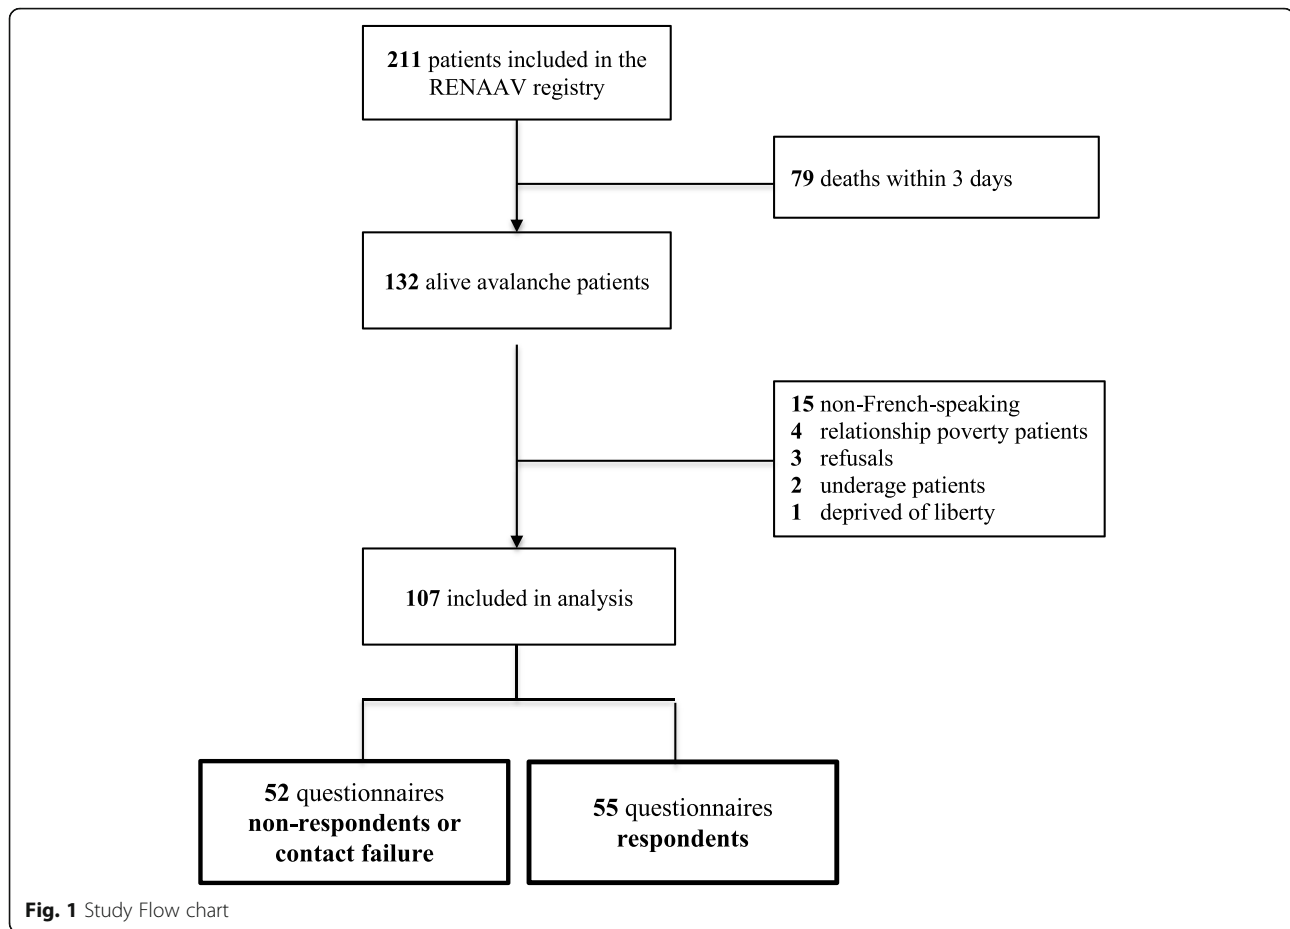 211 patients included in the
RENAAV registry
79 deaths within 3 days
132 alive avalanche patients
15 non-French-speaking
4 relationship poverty patients
3 refusals
2 underage patients
1 deprived of liberty
107 included in analysis
52 questionnaires
non-respondents or
contact failure
55 questionnaires
respondents
Fig. 1 Study Flow chart